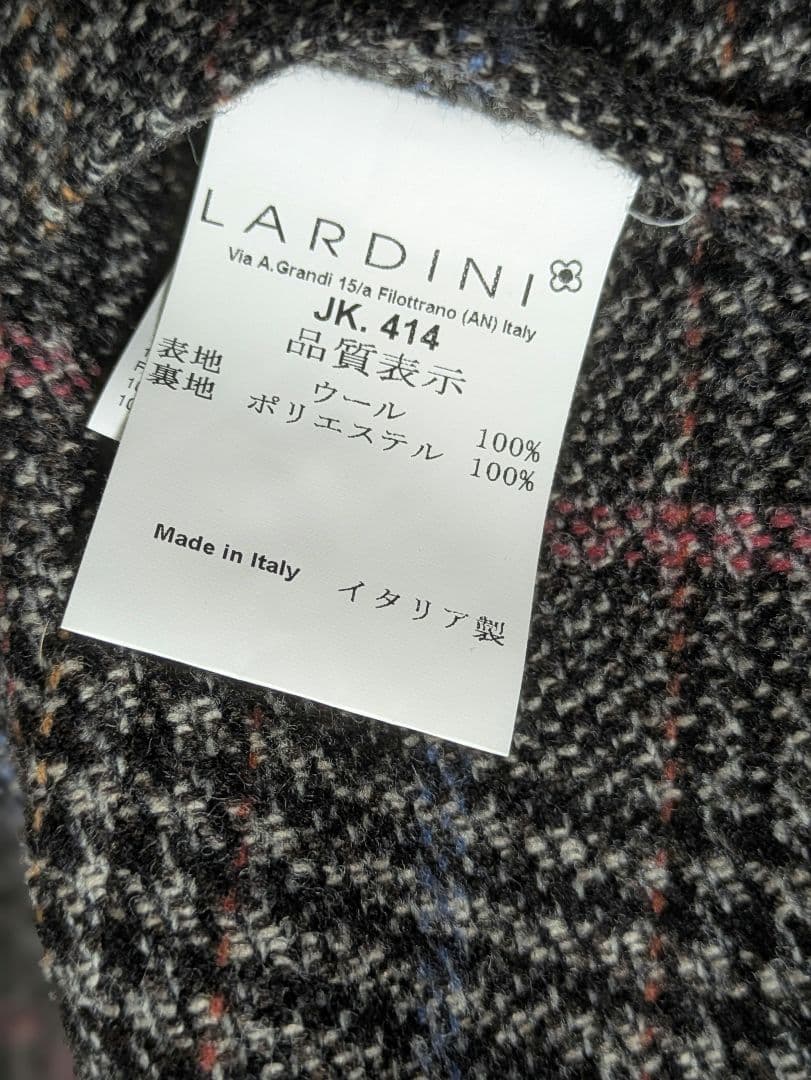 LARDINI
Via A.Grandi 15/a Filottrano (AN) Italy
JK. 414
品質表示
表地 ウール 100%
裏地 ポリエステル 100%
Made in Italy イタリア製